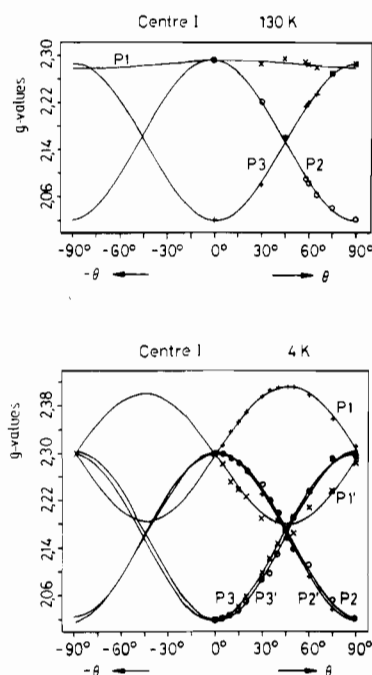 Centre I 130 K
g-values
2,30
2,22
2,14
2,06
P1
P3 P2
-90° -60° -30° 0° 30° 60° 90°
-θ θ
Centre I 4 K
g-values
2,38
2,30
2,22
2,14
2,06
P1
P1'
P3 P3' P2' P2
-90° -60° -30° 0° 30° 60° 90°
-θ θ